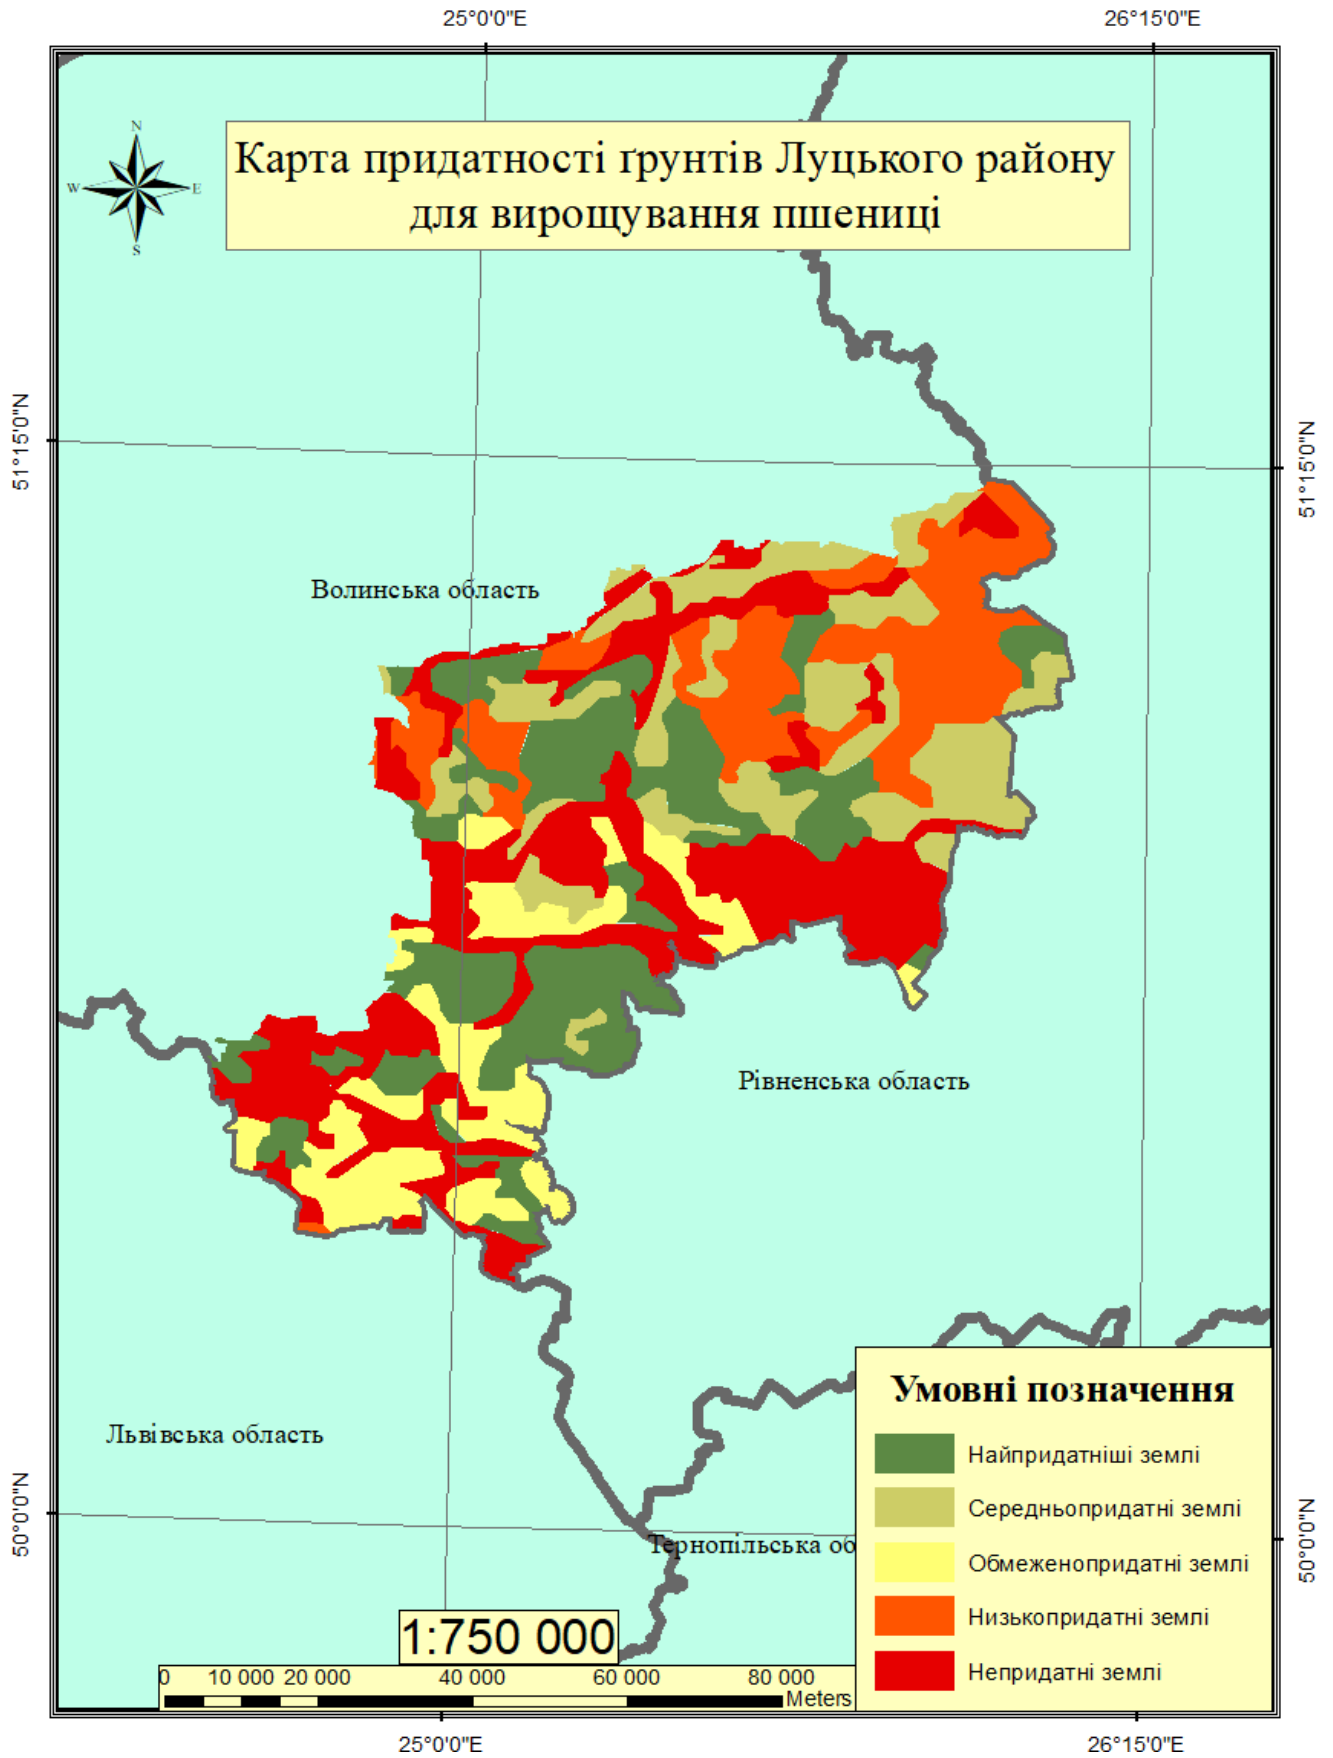 25°0'0"E
26°15'0"E
N
W
E
S
Карта придатності ґрунтів Луцького району
для вирощування пшениці
51°15'0"N
51°15'0"N
Волинська область
Рівненська область
Львівська область
Тернопільська об
50°0'0"N
50°0'0"N
Умовні позначення
Найпридатніші землі
Середньопридатні землі
Обмеженопридатні землі
Низькопридатні землі
Непридатні землі
1:750 000
0 10 000 20 000 40 000 60 000 80 000
Meters
25°0'0"E
26°15'0"E